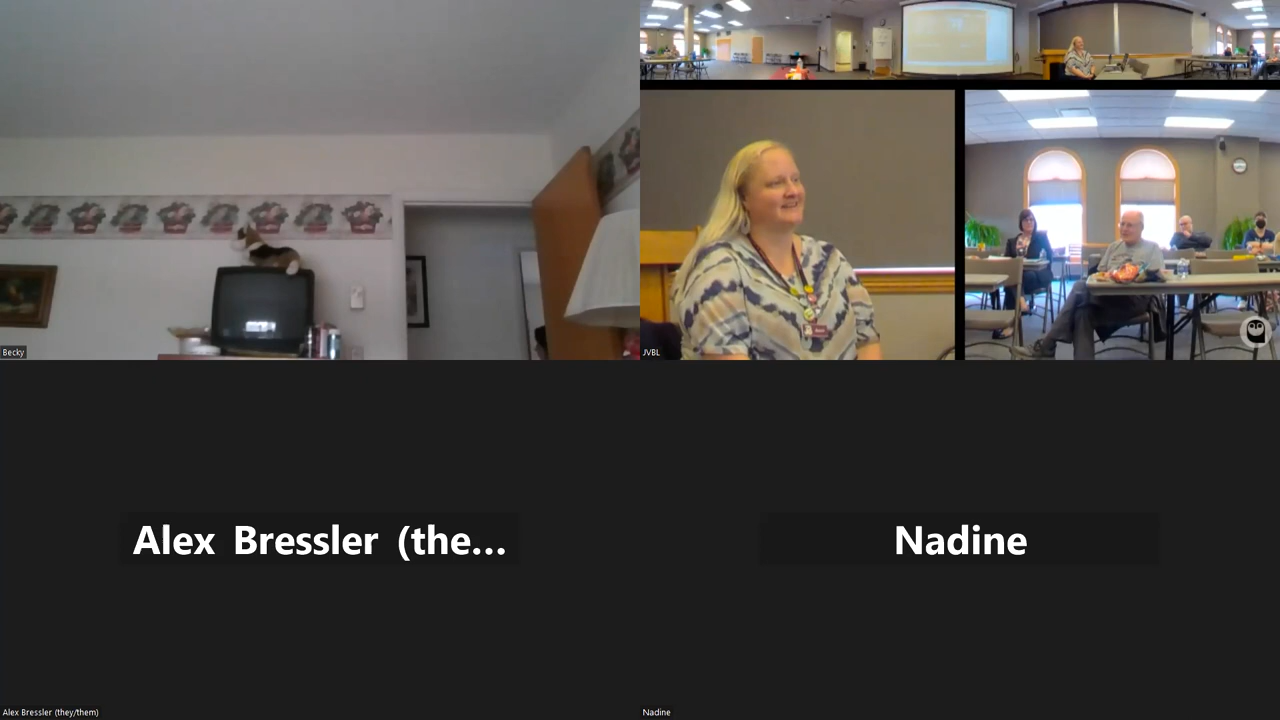 Becky
JVBL
Alex Bressler (the...
Nadine
Alex Bressler (they/them)
Nadine